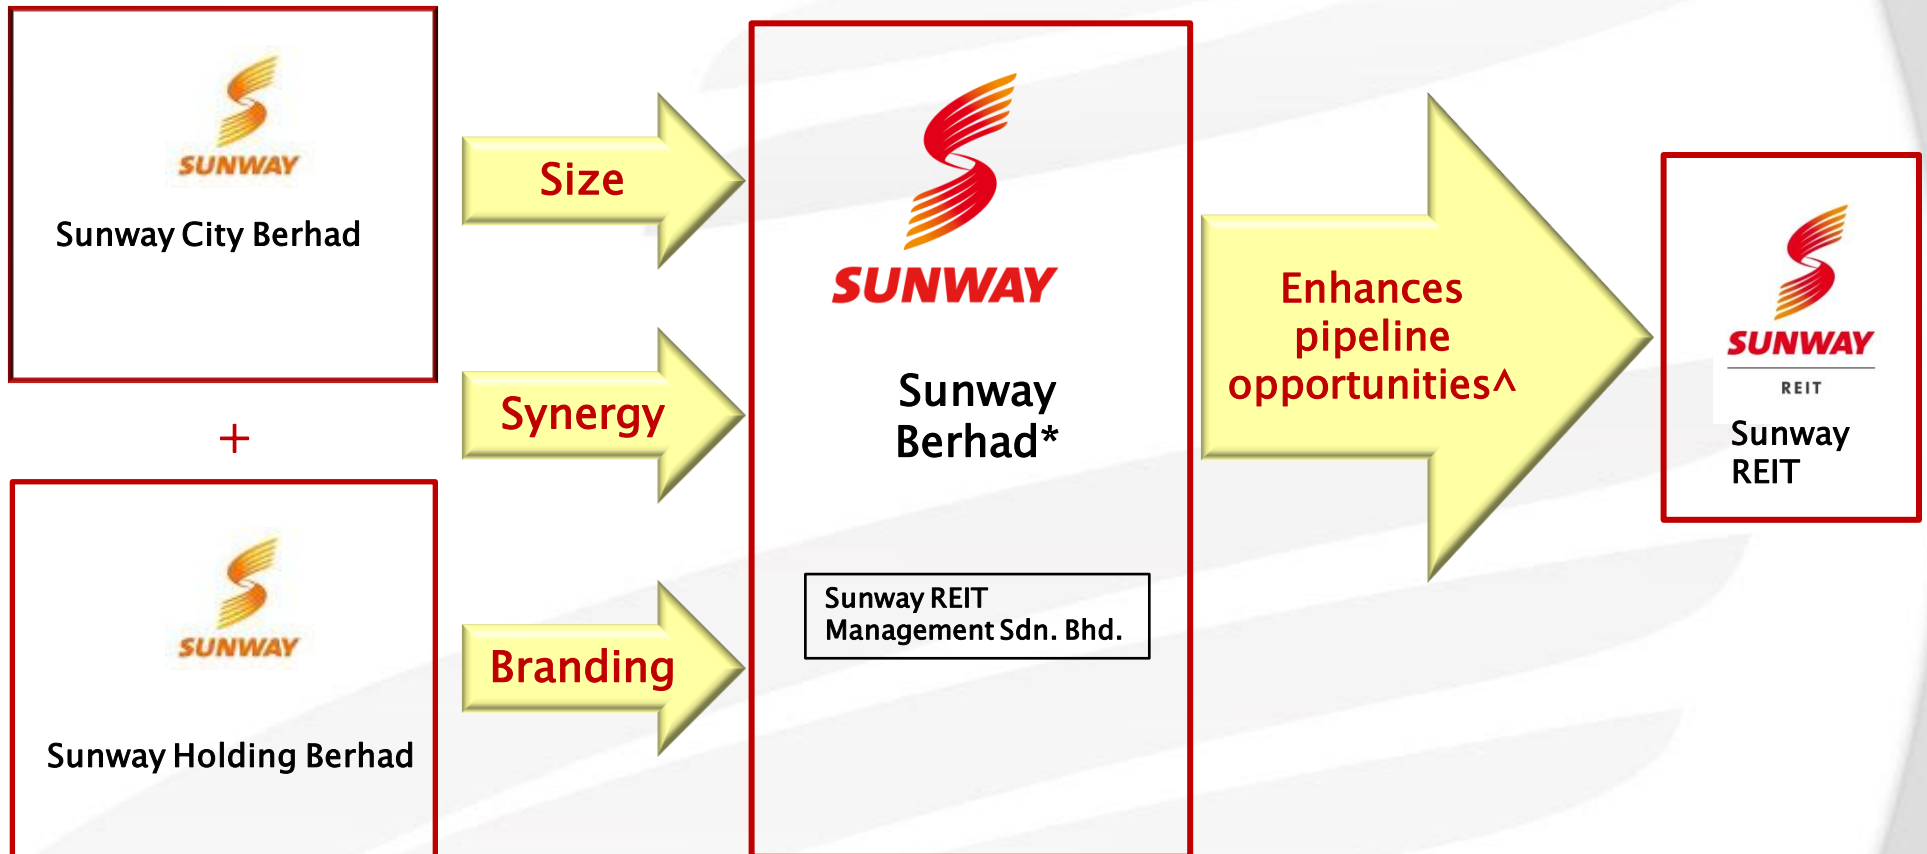 SUNWAY
Sunway City Berhad
+
SUNWAY
Sunway Holding Berhad
Size
Synergy
Branding
SUNWAY
Sunway
Berhad*
Sunway REIT
Management Sdn. Bhd.
Enhances
pipeline
opportunities^
SUNWAY
REIT
Sunway
REIT